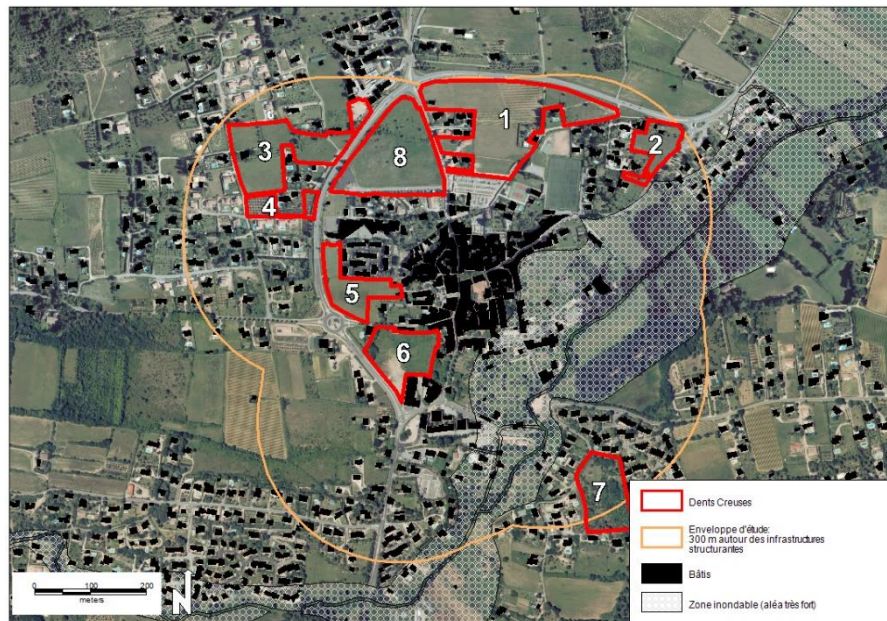 1
2
3
8
4
5
6
7
Dents Creuses
Enveloppe d'étude:
300 m autour des infrastructures
structurantes
Bâtis
Zone inondable (aléa très fort)
0 100 200
meters
N